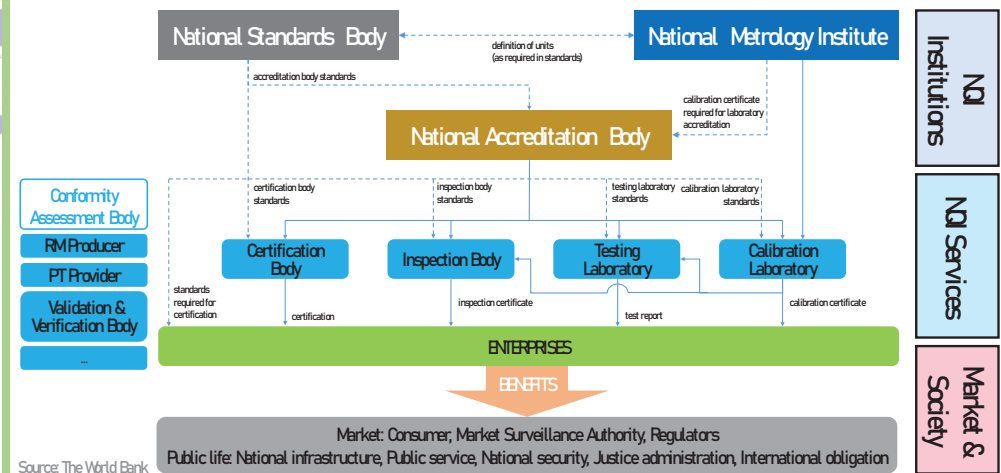 National Standards Body
National Metrology Institute
definition of units
(as required in standards)
NQI
Institutions
accreditation body standards
calibration certificate
required for laboratory
accreditation
National Accreditation Body
Conformity
Assessment Body
RM Producer
PT Provider
Validation &
Verification Body
...
certification body
standards
inspection body
standards
testing laboratory
standards
calibration laboratory
standards
NQI Services
Certification
Body
Inspection Body
Testing
Laboratory
Calibration
Laboratory
standards
required for
certification
certification
inspection certificate
test report
calibration certificate
ENTERPRISES
BENEFITS
Market &
Society
Market: Consumer, Market Surveillance Authority, Regulators
Public life: National infrastructure, Public service, National security, Justice administration, International obligation
Source: The World Bank